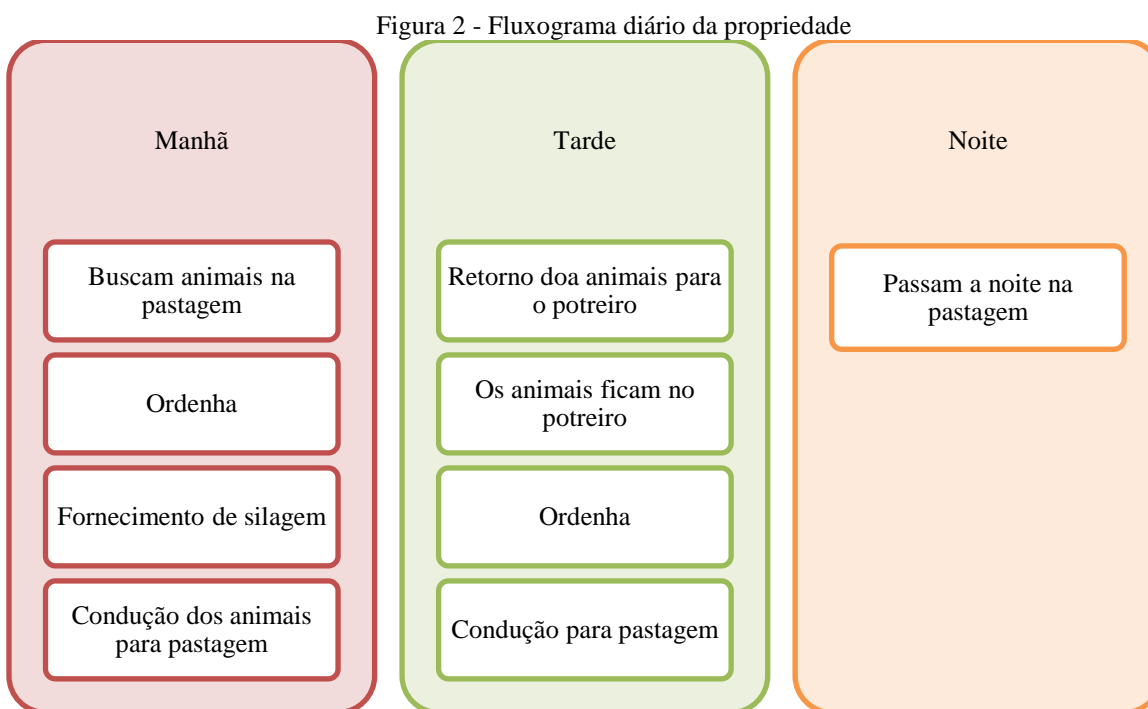 Figura 2 - Fluxograma diário da propriedade
Manhã
Buscam animais na
pastagem
Ordenha
Fornecimento de silagem
Condução dos animais
para pastagem
Tarde
Retorno doa animais para
o potreiro
Os animais ficam no
potreiro
Ordenha
Condução para pastagem
Noite
Passam a noite na
pastagem